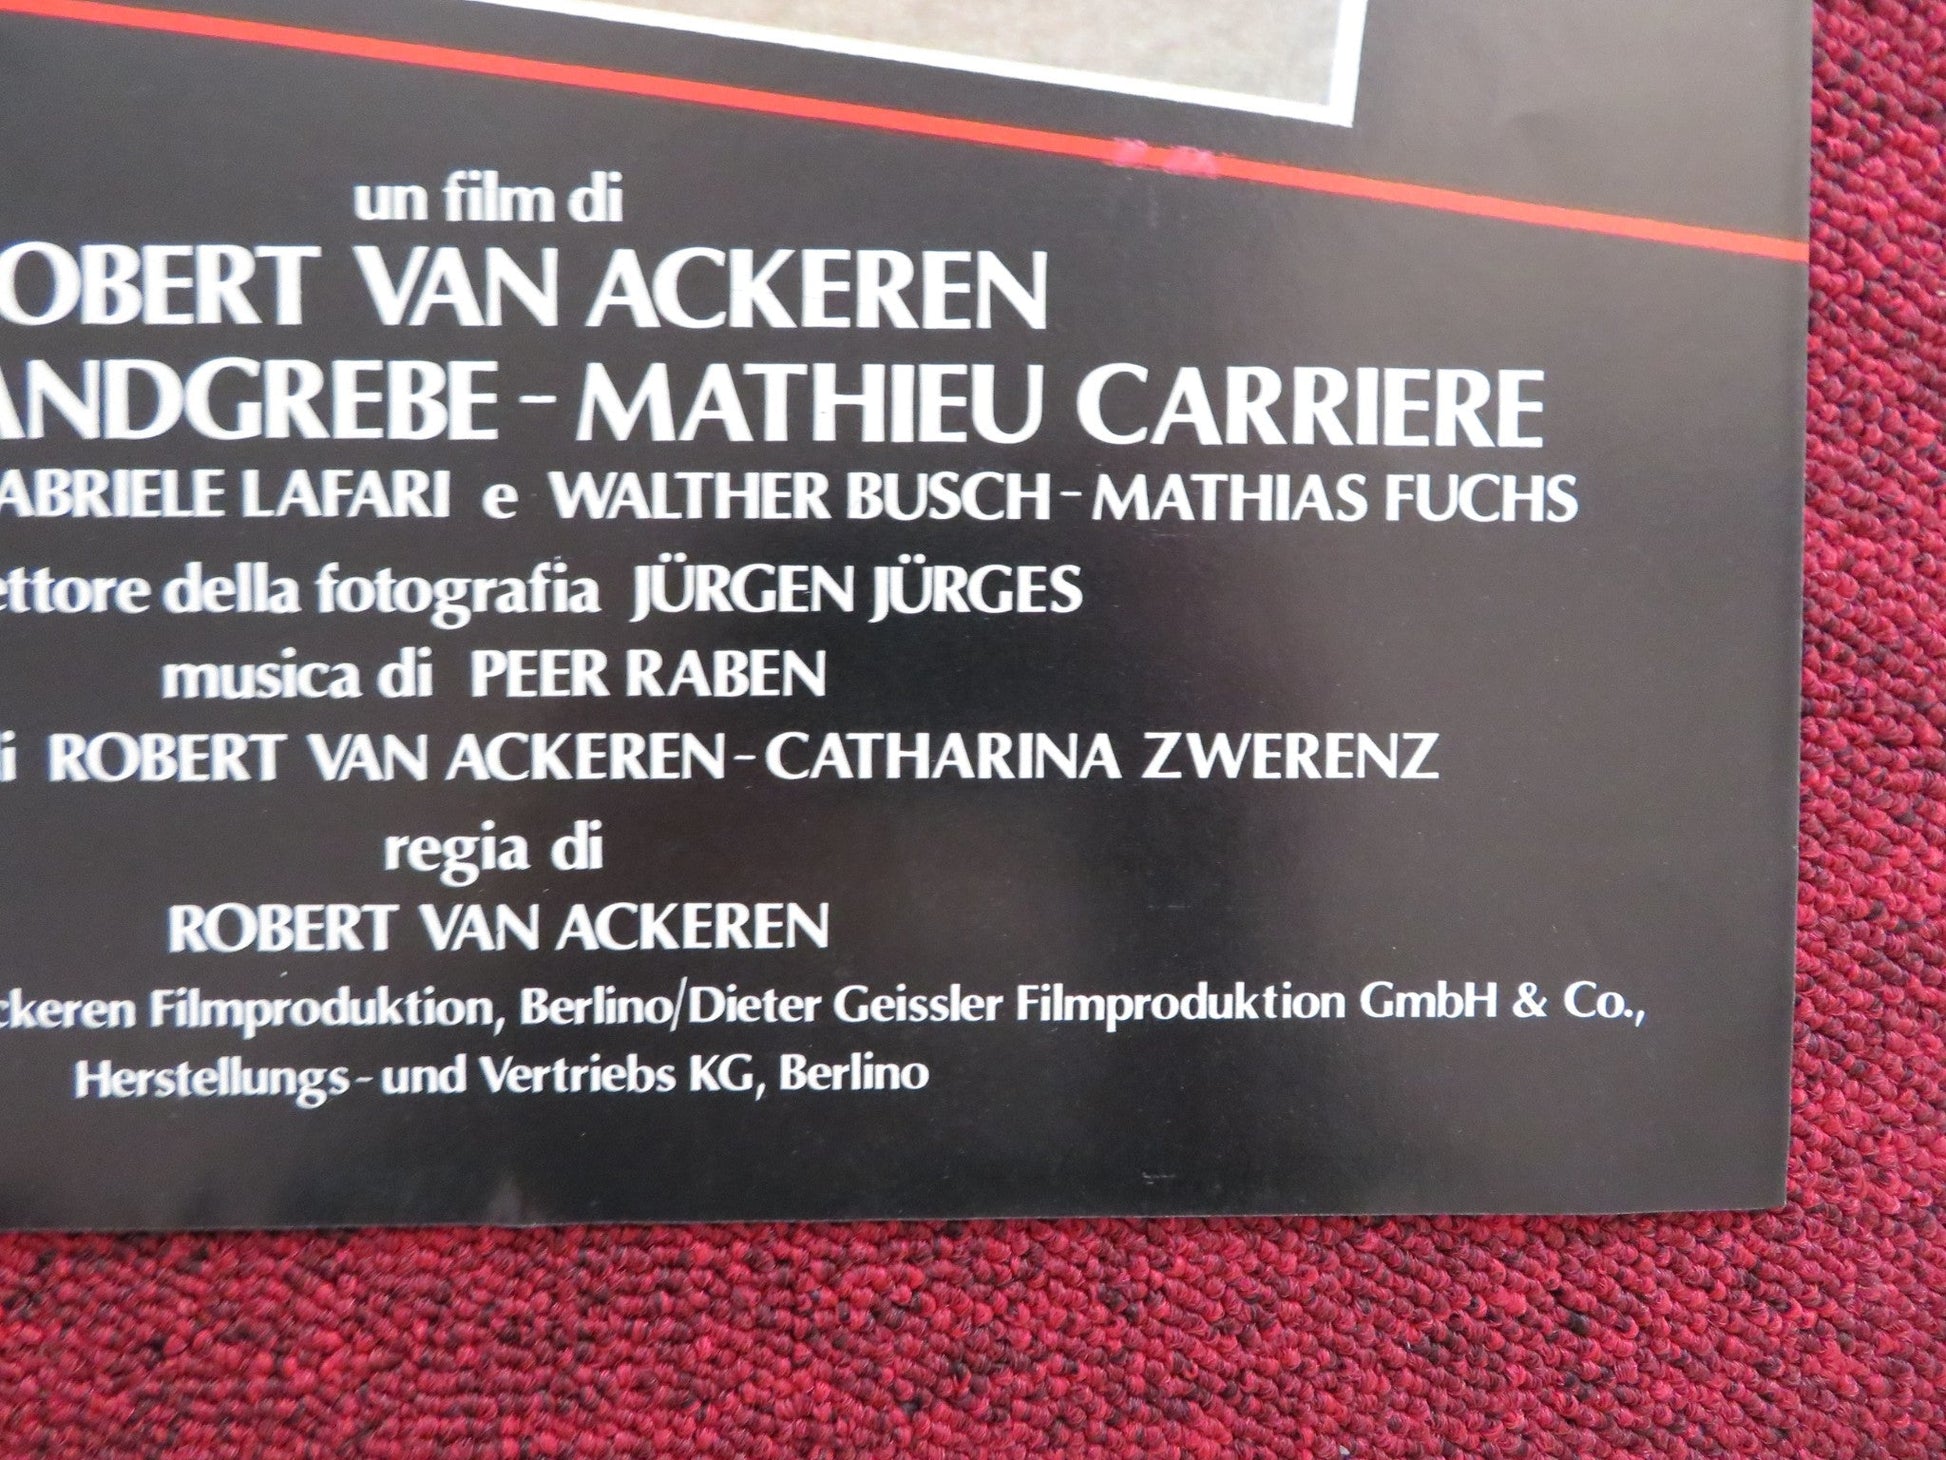 un film di
OBERT VAN ACKEREN
ANDGREBE - MATHIEU CARRIERE
ABRIELE LAFARI e WALTHER BUSCH - MATHIAS FUCHS
ettore della fotografia JÜRGEN JÜRGES
musica di PEER RABEN
i ROBERT VAN ACKEREN - CATHARINA ZWERENZ
regia di
ROBERT VAN ACKEREN
ckeren Filmproduktion, Berlino/Dieter Geissler Filmproduktion GmbH & Co.,
Herstellungs - und Vertriebs KG, Berlino